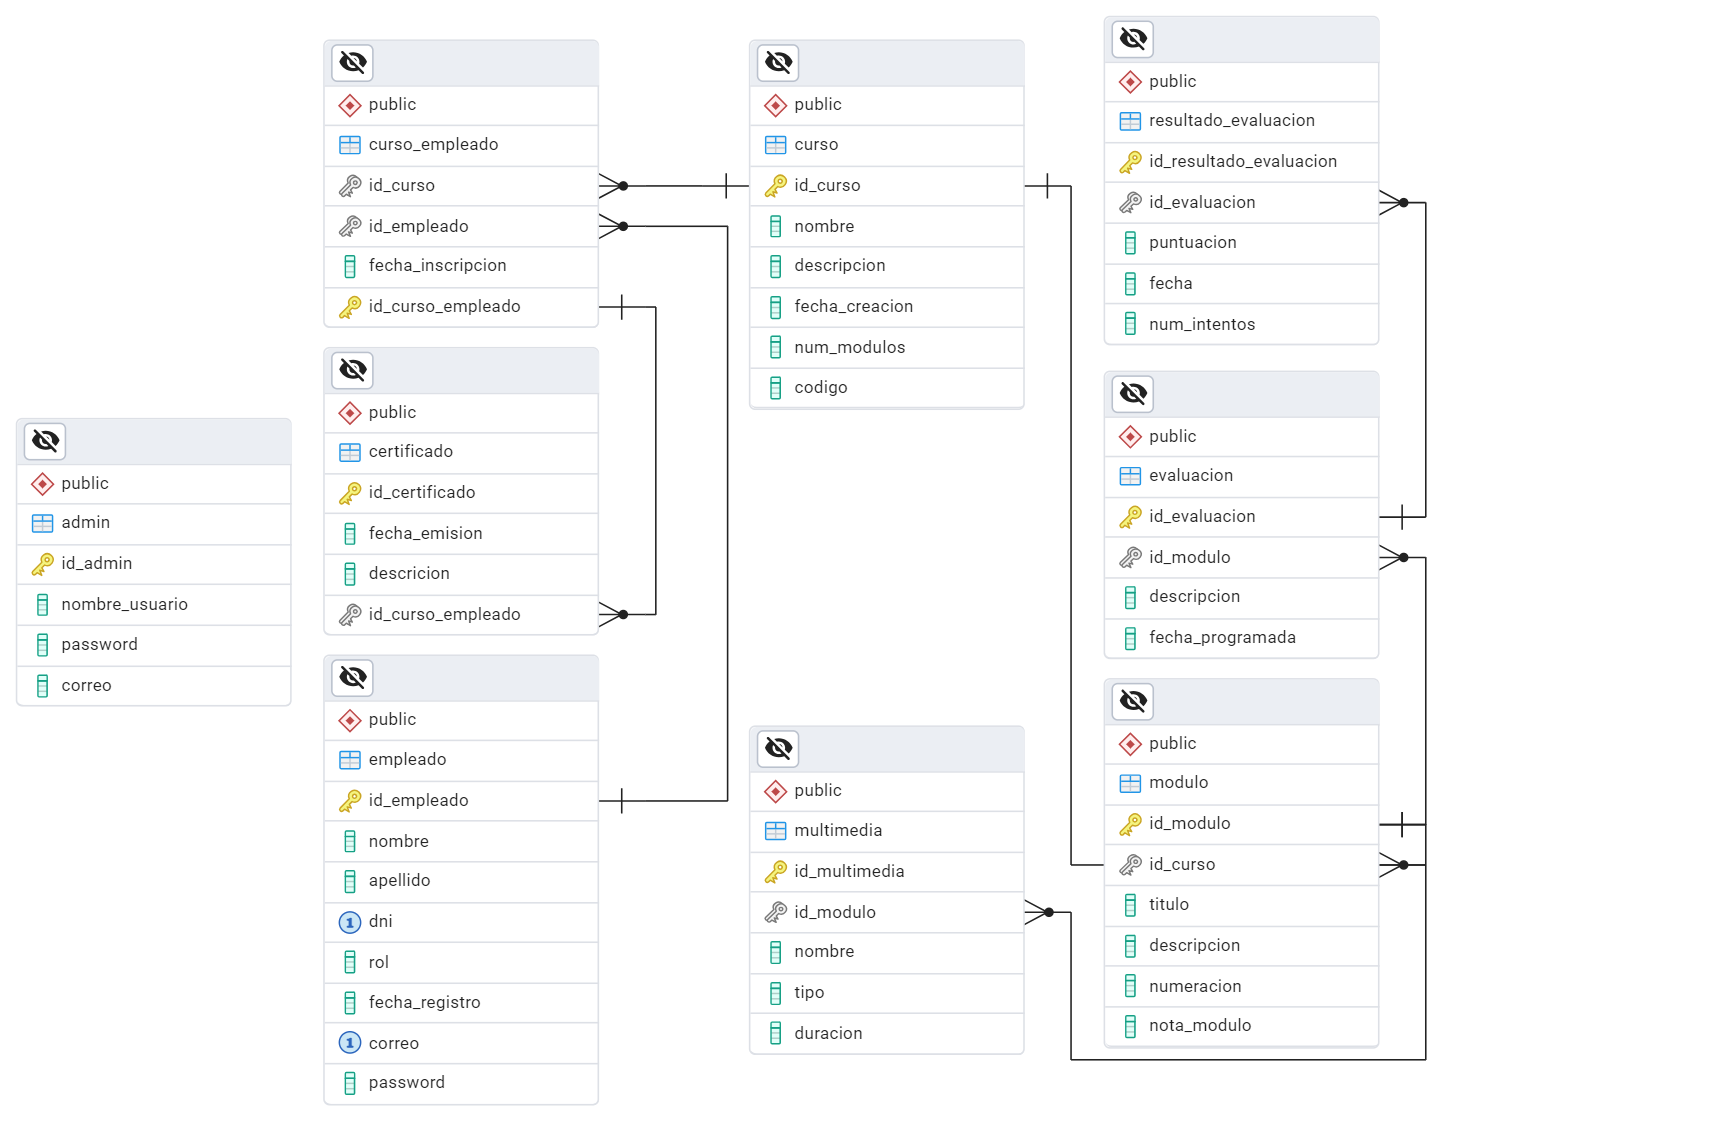 public
admin
id_admin
nombre_usuario
password
correo
public
curso_empleado
id_curso
id_empleado
fecha_inscripcion
id_curso_empleado
public
certificado
id_certificado
fecha_emision
descricion
id_curso_empleado
public
empleado
id_empleado
nombre
apellido
1 dni
rol
fecha_registro
1 correo
password
public
curso
id_curso
nombre
descripcion
fecha_creacion
num_modulos
codigo
public
multimedia
id_multimedia
id_modulo
nombre
tipo
duracion
public
resultado_evaluacion
id_resultado_evaluacion
id_evaluacion
puntuacion
fecha
num_intentos
public
evaluacion
id_evaluacion
id_modulo
descripcion
fecha_programada
public
modulo
id_modulo
id_curso
titulo
descripcion
numeracion
nota_modulo